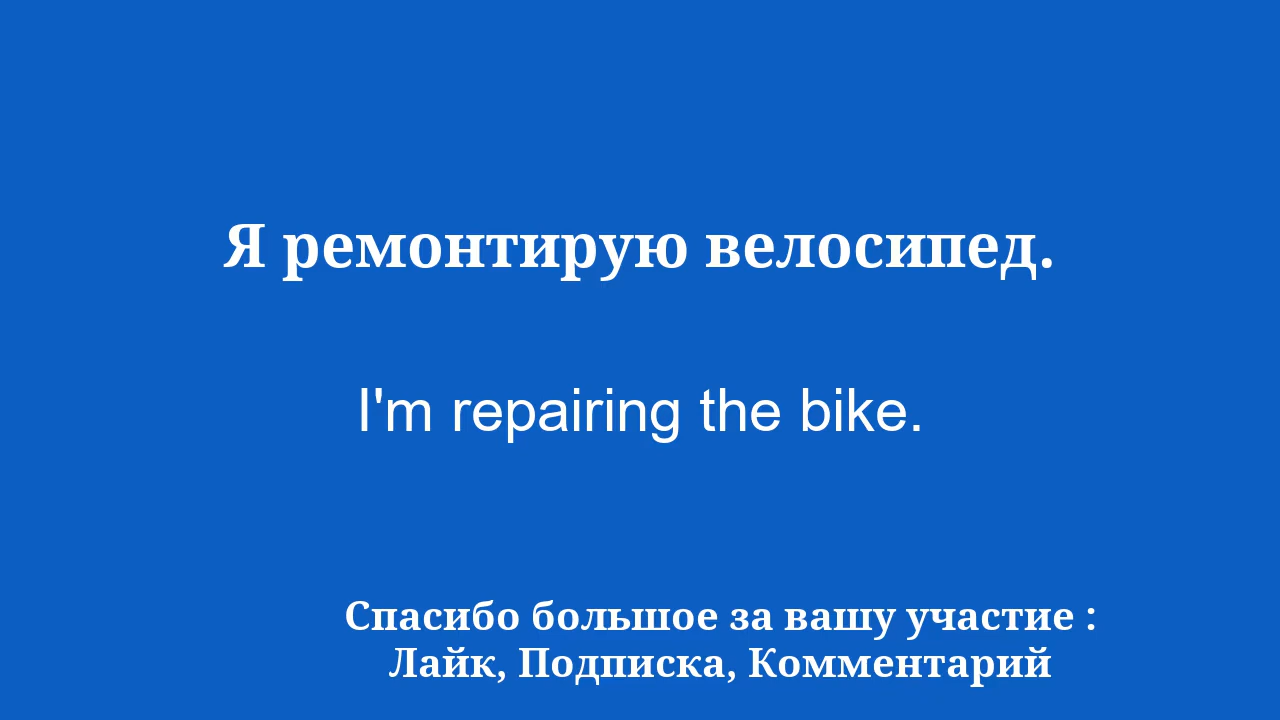 Я ремонтирую велосипед.
I'm repairing the bike.
Спасибо большое за вашу участие :
Лайк, Подписка, Комментарий